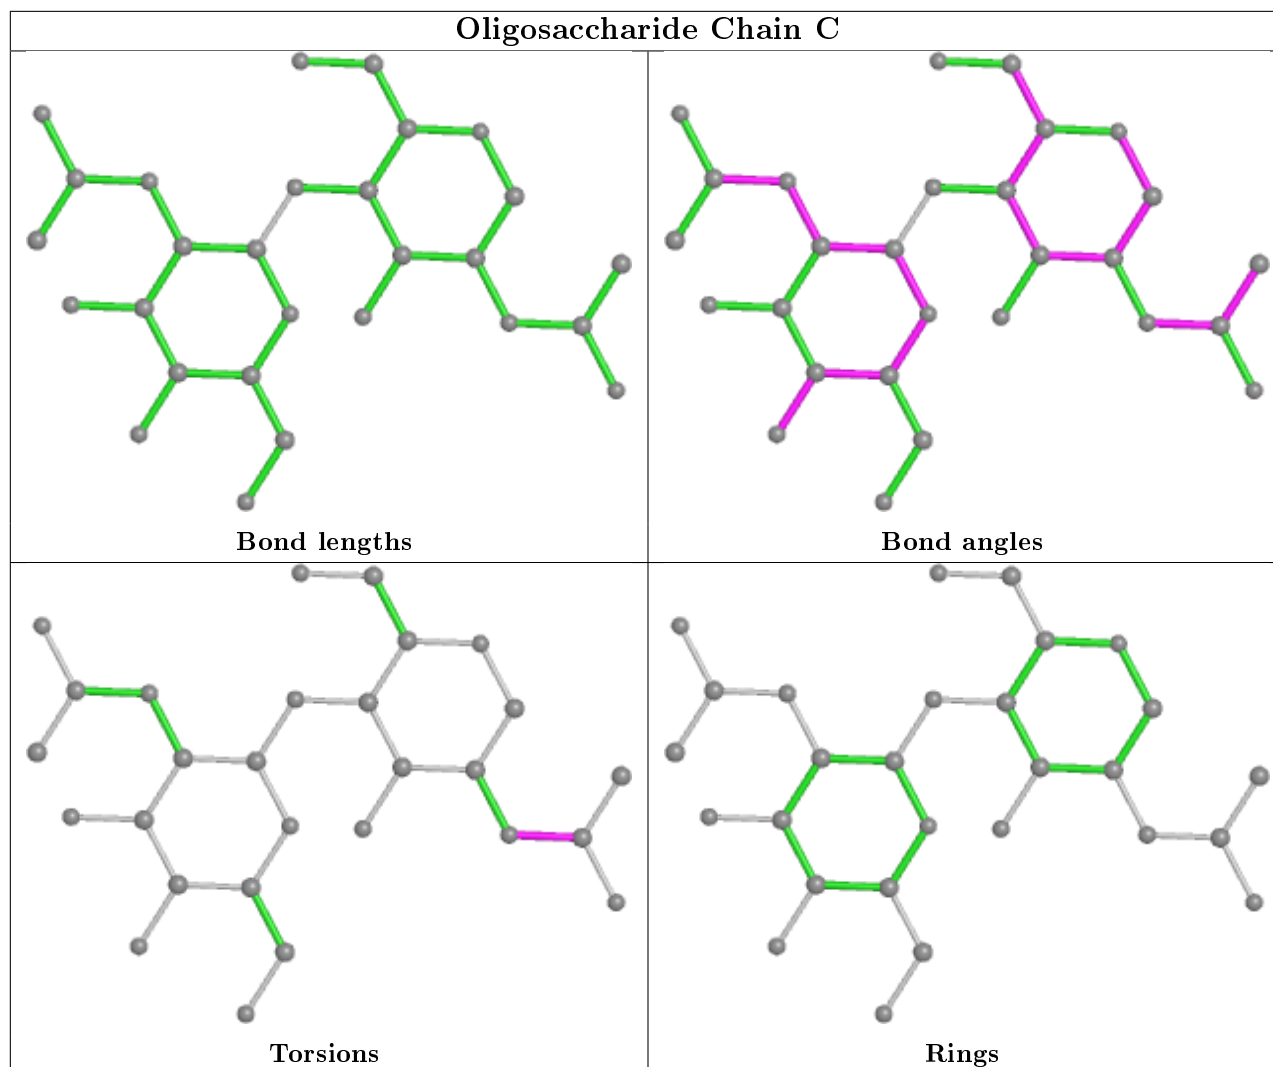 Oligosaccharide Chain C
Bond lengths
Bond angles
Torsions
Rings